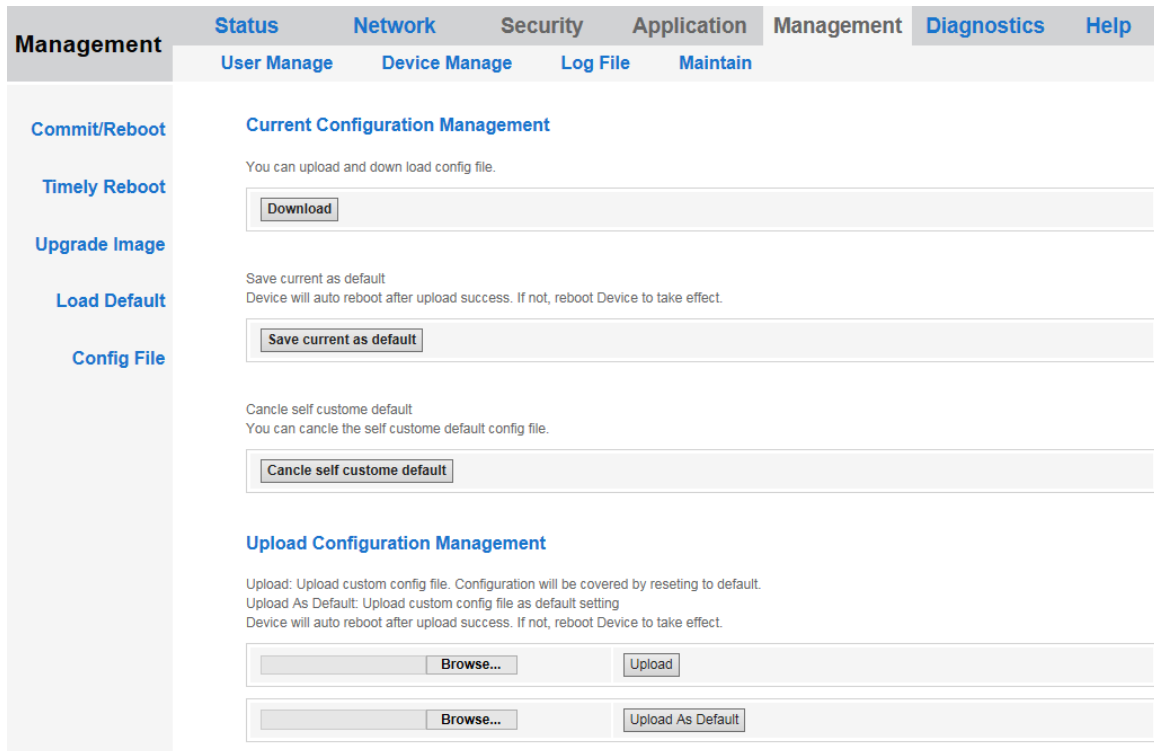 Management
Status Network Security Application Management Diagnostics Help
User Manage Device Manage Log File Maintain
Commit/Reboot
Timely Reboot
Upgrade Image
Load Default
Config File
Current Configuration Management
You can upload and down load config file.
Download
Save current as default
Device will auto reboot after upload success. If not, reboot Device to take effect.
Save current as default
Cancle self custome default
You can cancle the self custome default config file.
Cancle self custome default
Upload Configuration Management
Upload: Upload custom config file. Configuration will be covered by reseting to default.
Upload As Default: Upload custom config file as default setting
Device will auto reboot after upload success. If not, reboot Device to take effect.
Browse... Upload
Browse... Upload As Default